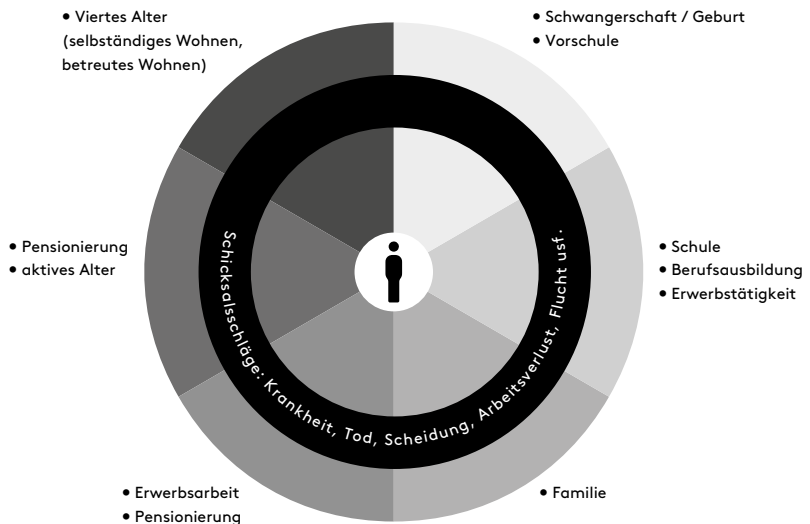 • Viertes Alter
(selbständiges Wohnen,
betreutes Wohnen)
• Schwangerschaft / Geburt
• Vorschule
• Pensionierung
• aktives Alter
• Schule
• Berufsausbildung
• Erwerbstätigkeit
Schicksalsschläge: Krankheit, Tod, Scheidung, Arbeitsverlust, Flucht usf.
• Erwerbsarbeit
• Pensionierung
• Familie